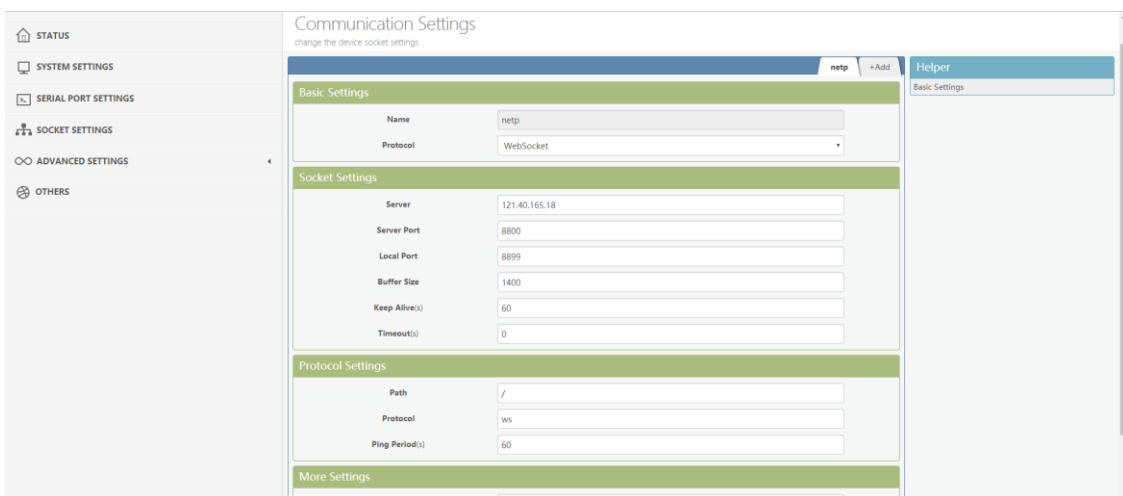 Communication Settings
change the device socket settings
STATUS
SYSTEM SETTINGS
SERIAL PORT SETTINGS
SOCKET SETTINGS
ADVANCED SETTINGS
OTHERS
netp
+Add
Basic Settings
Name netp
Protocol WebSocket
Socket Settings
Server 121.40.165.18
Server Port 8800
Local Port 8899
Buffer Size 1400
Keep Alive(s) 60
Timeout(s) 0
Protocol Settings
Path /
Protocol ws
Ping Period(s) 60
More Settings
Helper
Basic Settings